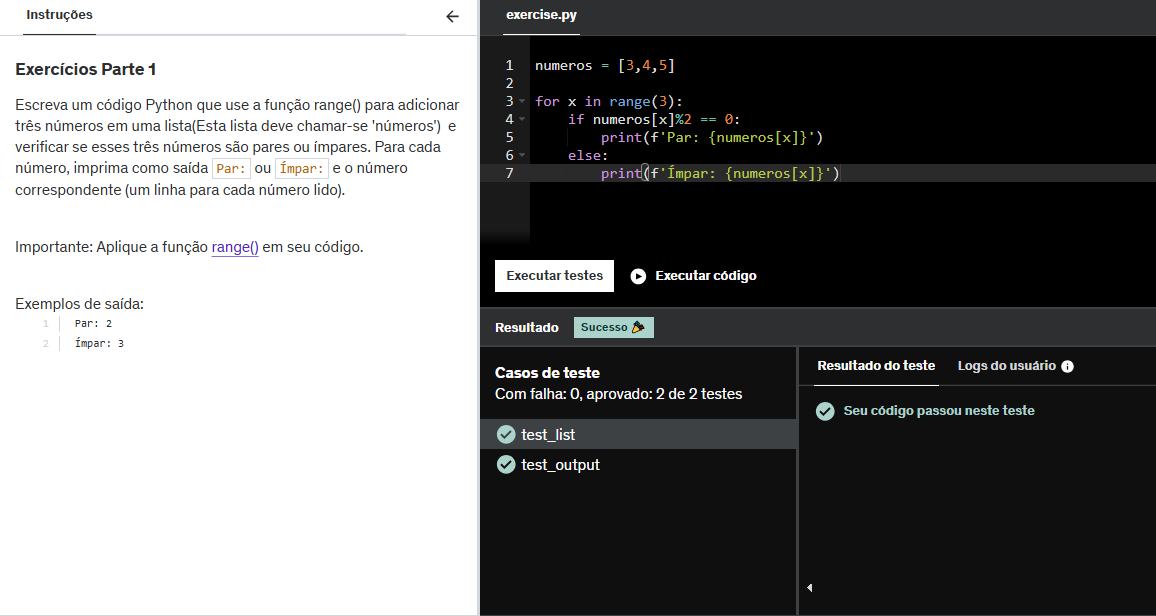 Instruções
Exercícios Parte 1
Escreva um código Python que use a função range() para adicionar
três números em uma lista(Esta lista deve chamar-se 'números')  e
verificar se esses três números são pares ou ímpares. Para cada
número, imprima como saída Par: ou Ímpar: e o número
correspondente (um linha para cada número lido).
Importante: Aplique a função range() em seu código.
Exemplos de saída:
1 Par: 2
2 Ímpar: 3
exercise.py
1 numeros = [3,4,5]
2
3 for x in range(3):
4     if numeros[x]%2 == 0:
5         print(f'Par: {numeros[x]}')
6     else:
7         print(f'Ímpar: {numeros[x]}')
Executar testes Executar código
Resultado Sucesso 🎉
Casos de teste
Com falha: 0, aprovado: 2 de 2 testes
test_list
test_output
Resultado do teste Logs do usuário
Seu código passou neste teste